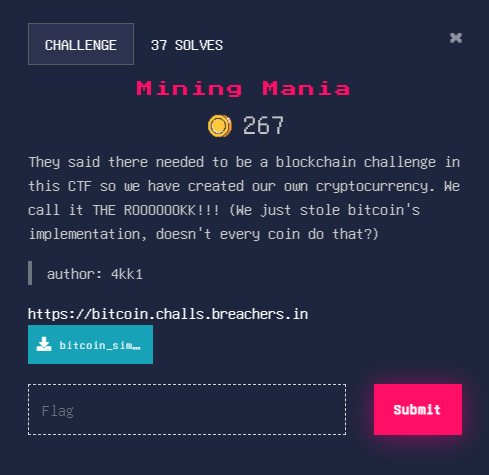 CHALLENGE 37 SOLVES
Mining Mania
267
They said there needed to be a blockchain challenge in
this CTF so we have created our own cryptocurrency. We
call it THE ROOOOOOKK!!! (We just stole bitcoin's
implementation, doesn't every coin do that?)
author: 4kk1
https://bitcoin.challs.breachers.in
bitcoin_sim…
Flag
Submit